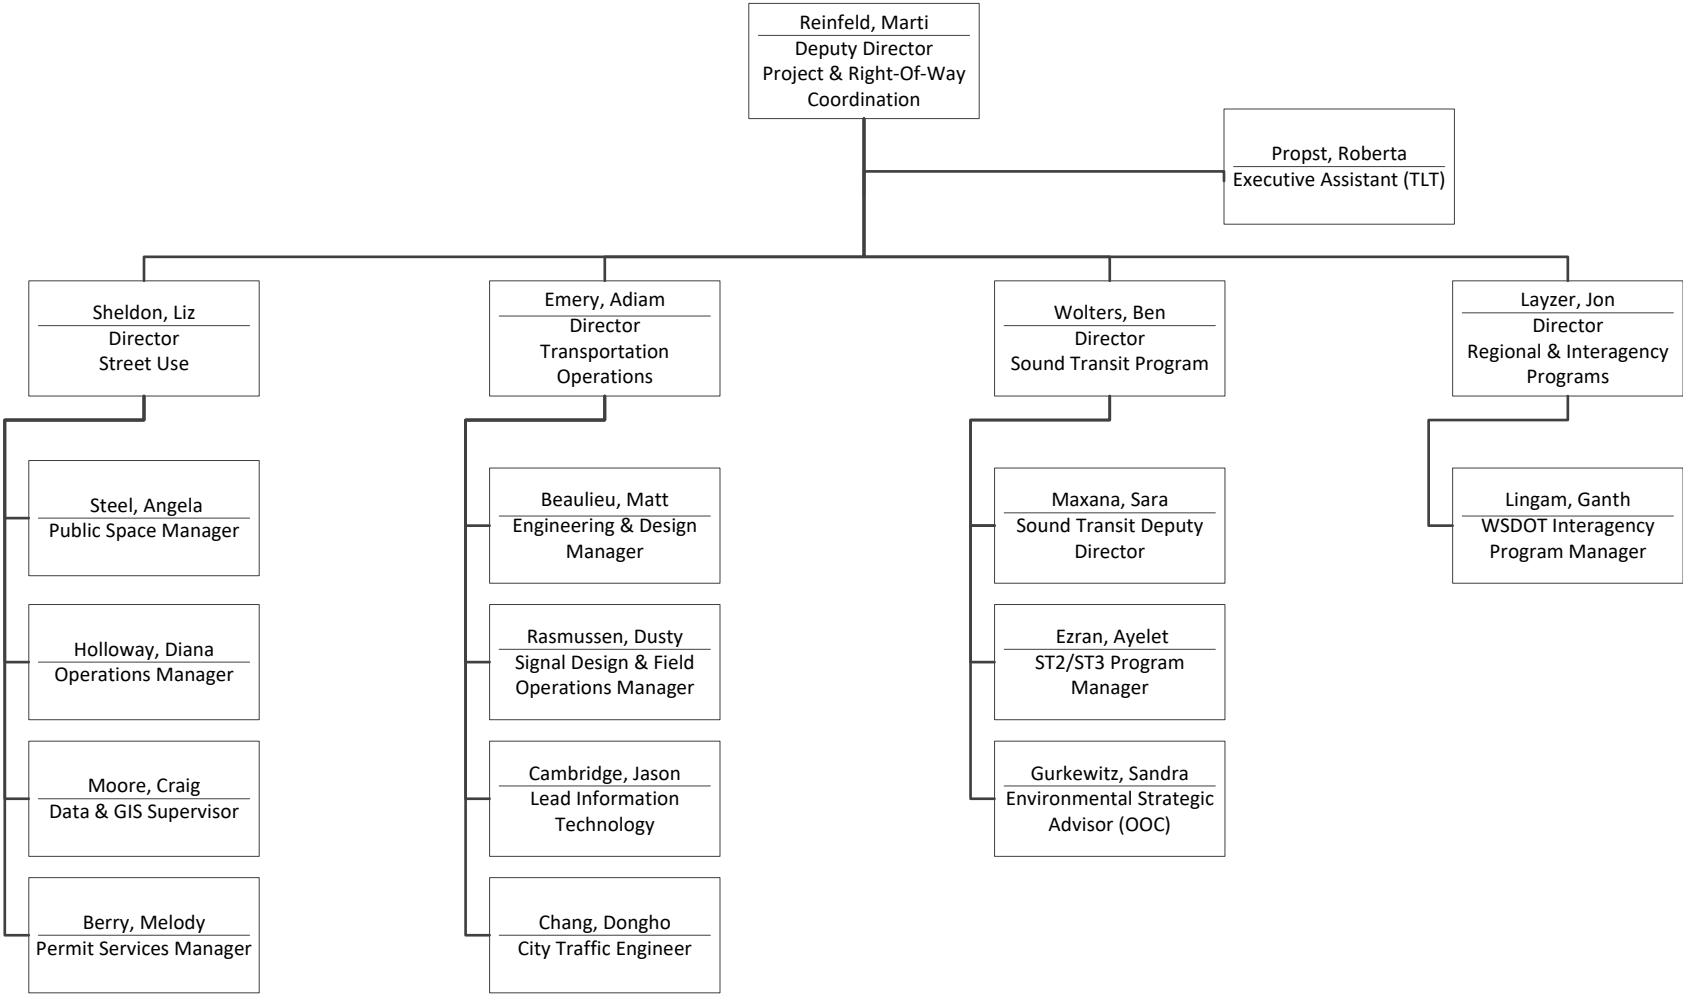 Reinfeld, Marti
Deputy Director
Project & Right-Of-Way
Coordination
Propst, Roberta
Executive Assistant (TLT)
Sheldon, Liz
Director
Street Use
Emery, Adiam
Director
Transportation
Operations
Wolters, Ben
Director
Sound Transit Program
Layzer, Jon
Director
Regional & Interagency
Programs
Steel, Angela
Public Space Manager
Beaulieu, Matt
Engineering & Design
Manager
Maxana, Sara
Sound Transit Deputy
Director
Lingam, Ganth
WSDOT Interagency
Program Manager
Holloway, Diana
Operations Manager
Rasmussen, Dusty
Signal Design & Field
Operations Manager
Ezran, Ayelet
ST2/ST3 Program
Manager
Moore, Craig
Data & GIS Supervisor
Cambridge, Jason
Lead Information
Technology
Gurkewitz, Sandra
Environmental Strategic
Advisor (OOC)
Berry, Melody
Permit Services Manager
Chang, Dongho
City Traffic Engineer